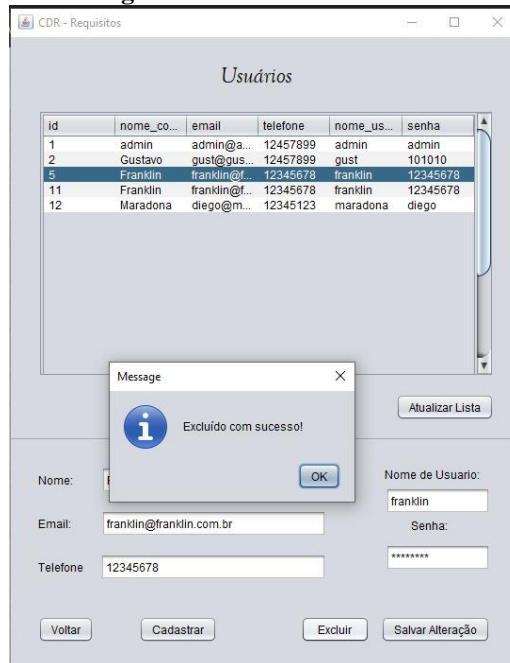 CDR - Requisitos
Usuários
id nome_co... email telefone nome_us... senha
1 admin admin@a... 12457899 admin admin
2 Gustavo gust@gus... 12457899 gust 101010
5 Franklin franklin@f... 12345678 franklin 12345678
11 Franklin franklin@f... 12345678 franklin 12345678
12 Maradona diego@m... 12345123 maradona diego
Message
Excluído com sucesso!
OK
Atualizar Lista
Nome:
Nome de Usuario:
franklin
Email: franklin@franklin.com.br
Senha:
********
Telefone 12345678
Voltar Cadastrar Excluir Salvar Alteração